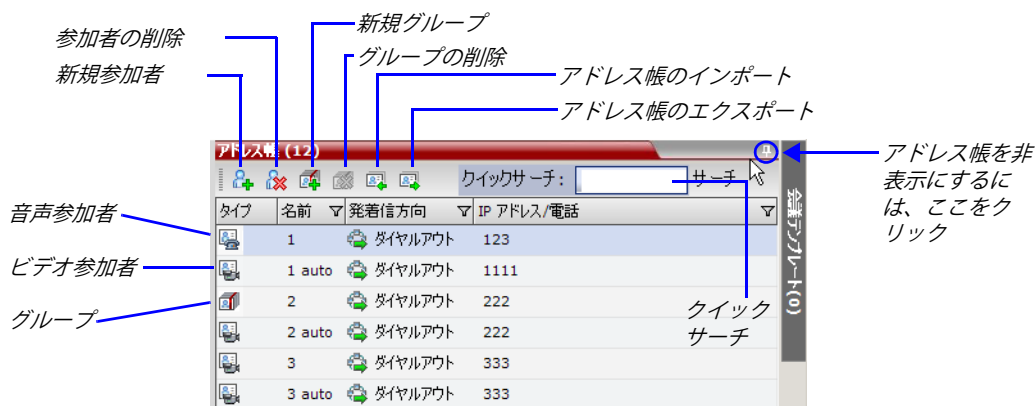 新規グループ
参加者の削除
グループの削除
新規参加者
アドレス帳のインポート
アドレス帳のエクスポート
アドレス帳 (12)
クイックサーチ:
サーチ
アドレス帳を非
表示にするに
は、ここをク
リック
タイプ 名前 発着信方向 IP アドレス/電話
音声参加者
1 ダイヤルアウト 123
ビデオ参加者
1 auto ダイヤルアウト 1111
グループ
2 ダイヤルアウト 222
2 auto ダイヤルアウト 222
3 ダイヤルアウト 333
3 auto ダイヤルアウト 333
クイック
サーチ
会議テンプレート(0)